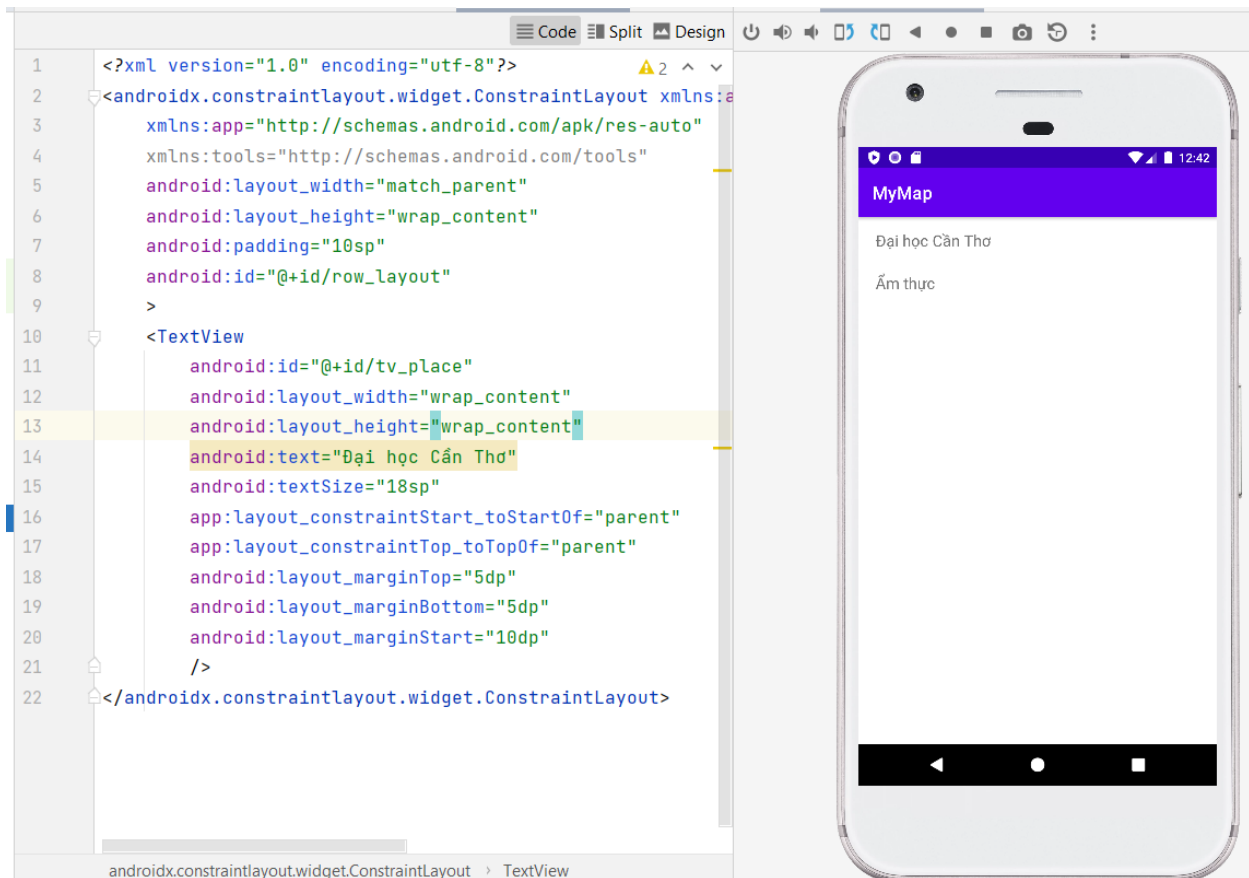 Code Split Design
1 <?xml version="1.0" encoding="utf-8"?> 2
2 <androidx.constraintlayout.widget.ConstraintLayout xmlns:a
3 xmlns:app="http://schemas.android.com/apk/res-auto"
4 xmlns:tools="http://schemas.android.com/tools"
5 android:layout_width="match_parent"
6 android:layout_height="wrap_content"
7 android:padding="10sp"
8 android:id="@+id/row_layout"
9 >
10 <TextView
11 android:id="@+id/tv_place"
12 android:layout_width="wrap_content"
13 android:layout_height="wrap_content"
14 android:text="Đại học Cần Thơ"
15 android:textSize="18sp"
16 app:layout_constraintStart_toStartOf="parent"
17 app:layout_constraintTop_toTopOf="parent"
18 android:layout_marginTop="5dp"
19 android:layout_marginBottom="5dp"
20 android:layout_marginStart="10dp"
21 />
22 </androidx.constraintlayout.widget.ConstraintLayout>
androidx.constraintlayout.widget.ConstraintLayout › TextView
12:42
MyMap
Đại học Cần Thơ
Ẩm thực